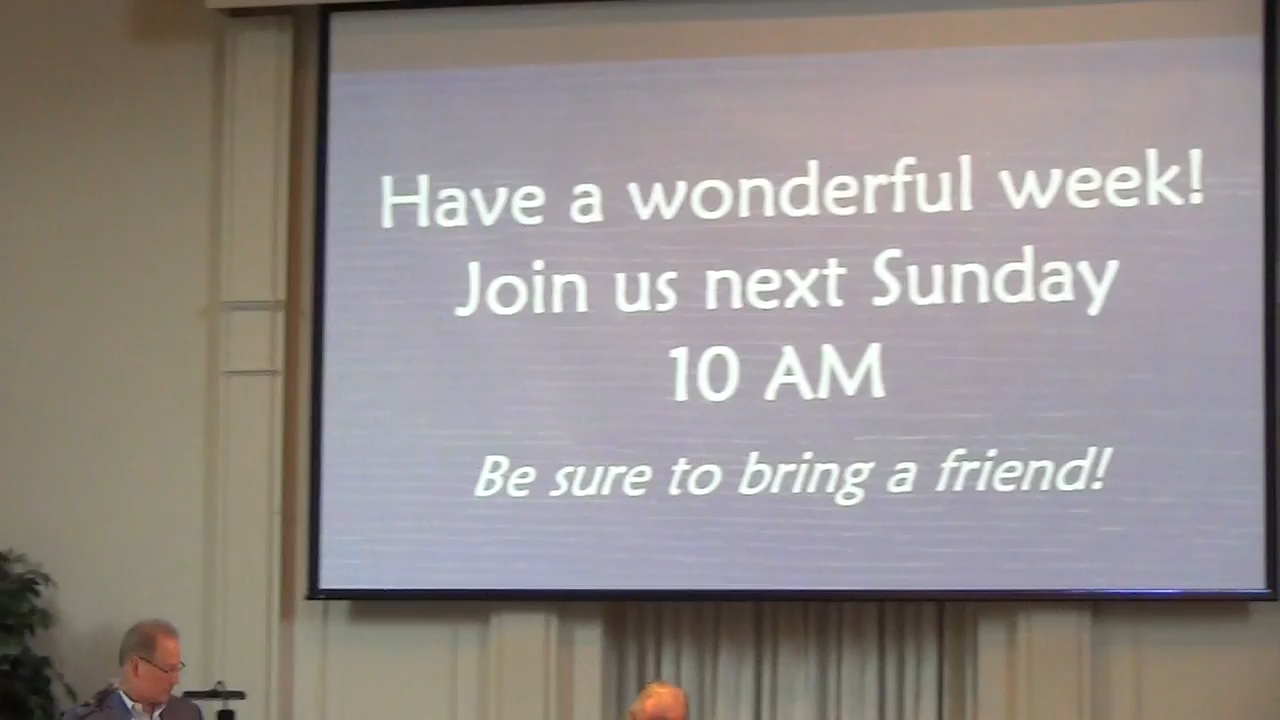 Have a wonderful week!
Join us next Sunday
10 AM
Be sure to bring a friend!